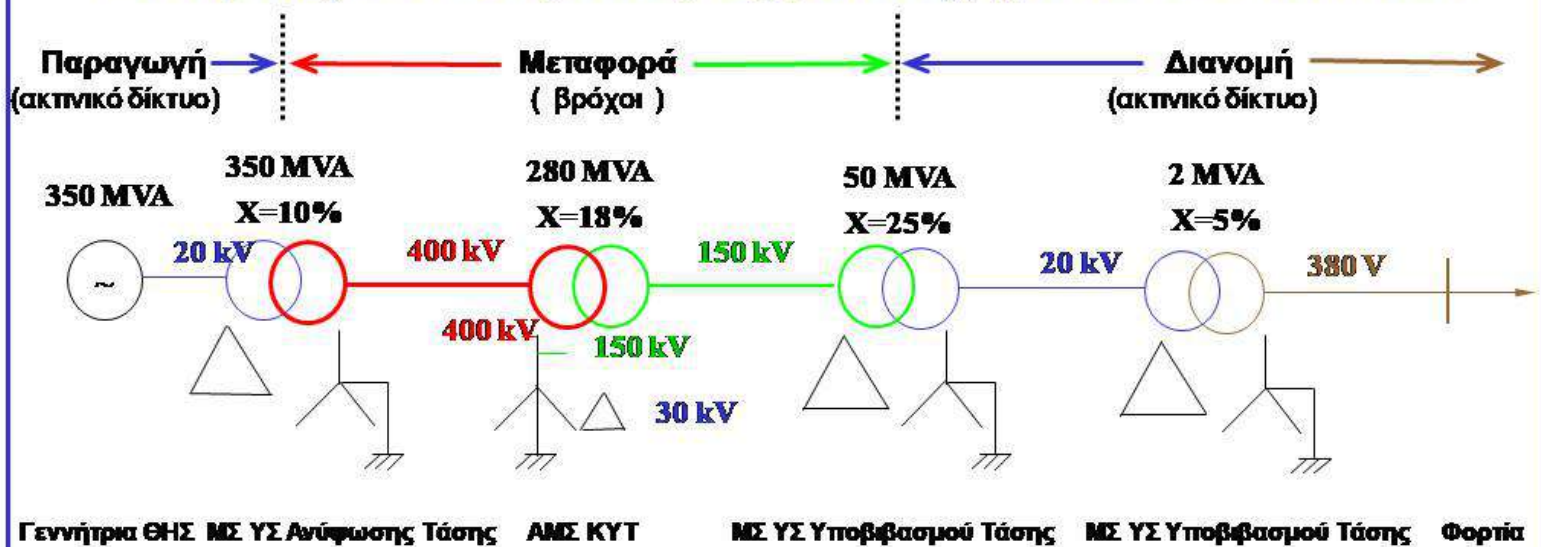 Παραγωγή
(ακτινικό δίκτυο)
Μεταφορά
( βρόχοι )
Διανομή
(ακτινικό δίκτυο)
350 MVA
350 MVA
X=10%
280 MVA
X=18%
50 MVA
X=25%
2 MVA
X=5%
20 kV
400 kV
150 kV
20 kV
380 V
~
400 kV
150 kV
30 kV
Γεννήτρια ΘΗΣ ΜΣ ΥΣ Ανύψωσης Τάσης ΑΜΣ ΚΥΤ ΜΣ ΥΣ Υποβιβασμού Τάσης ΜΣ ΥΣ Υποβιβασμού Τάσης Φορτία